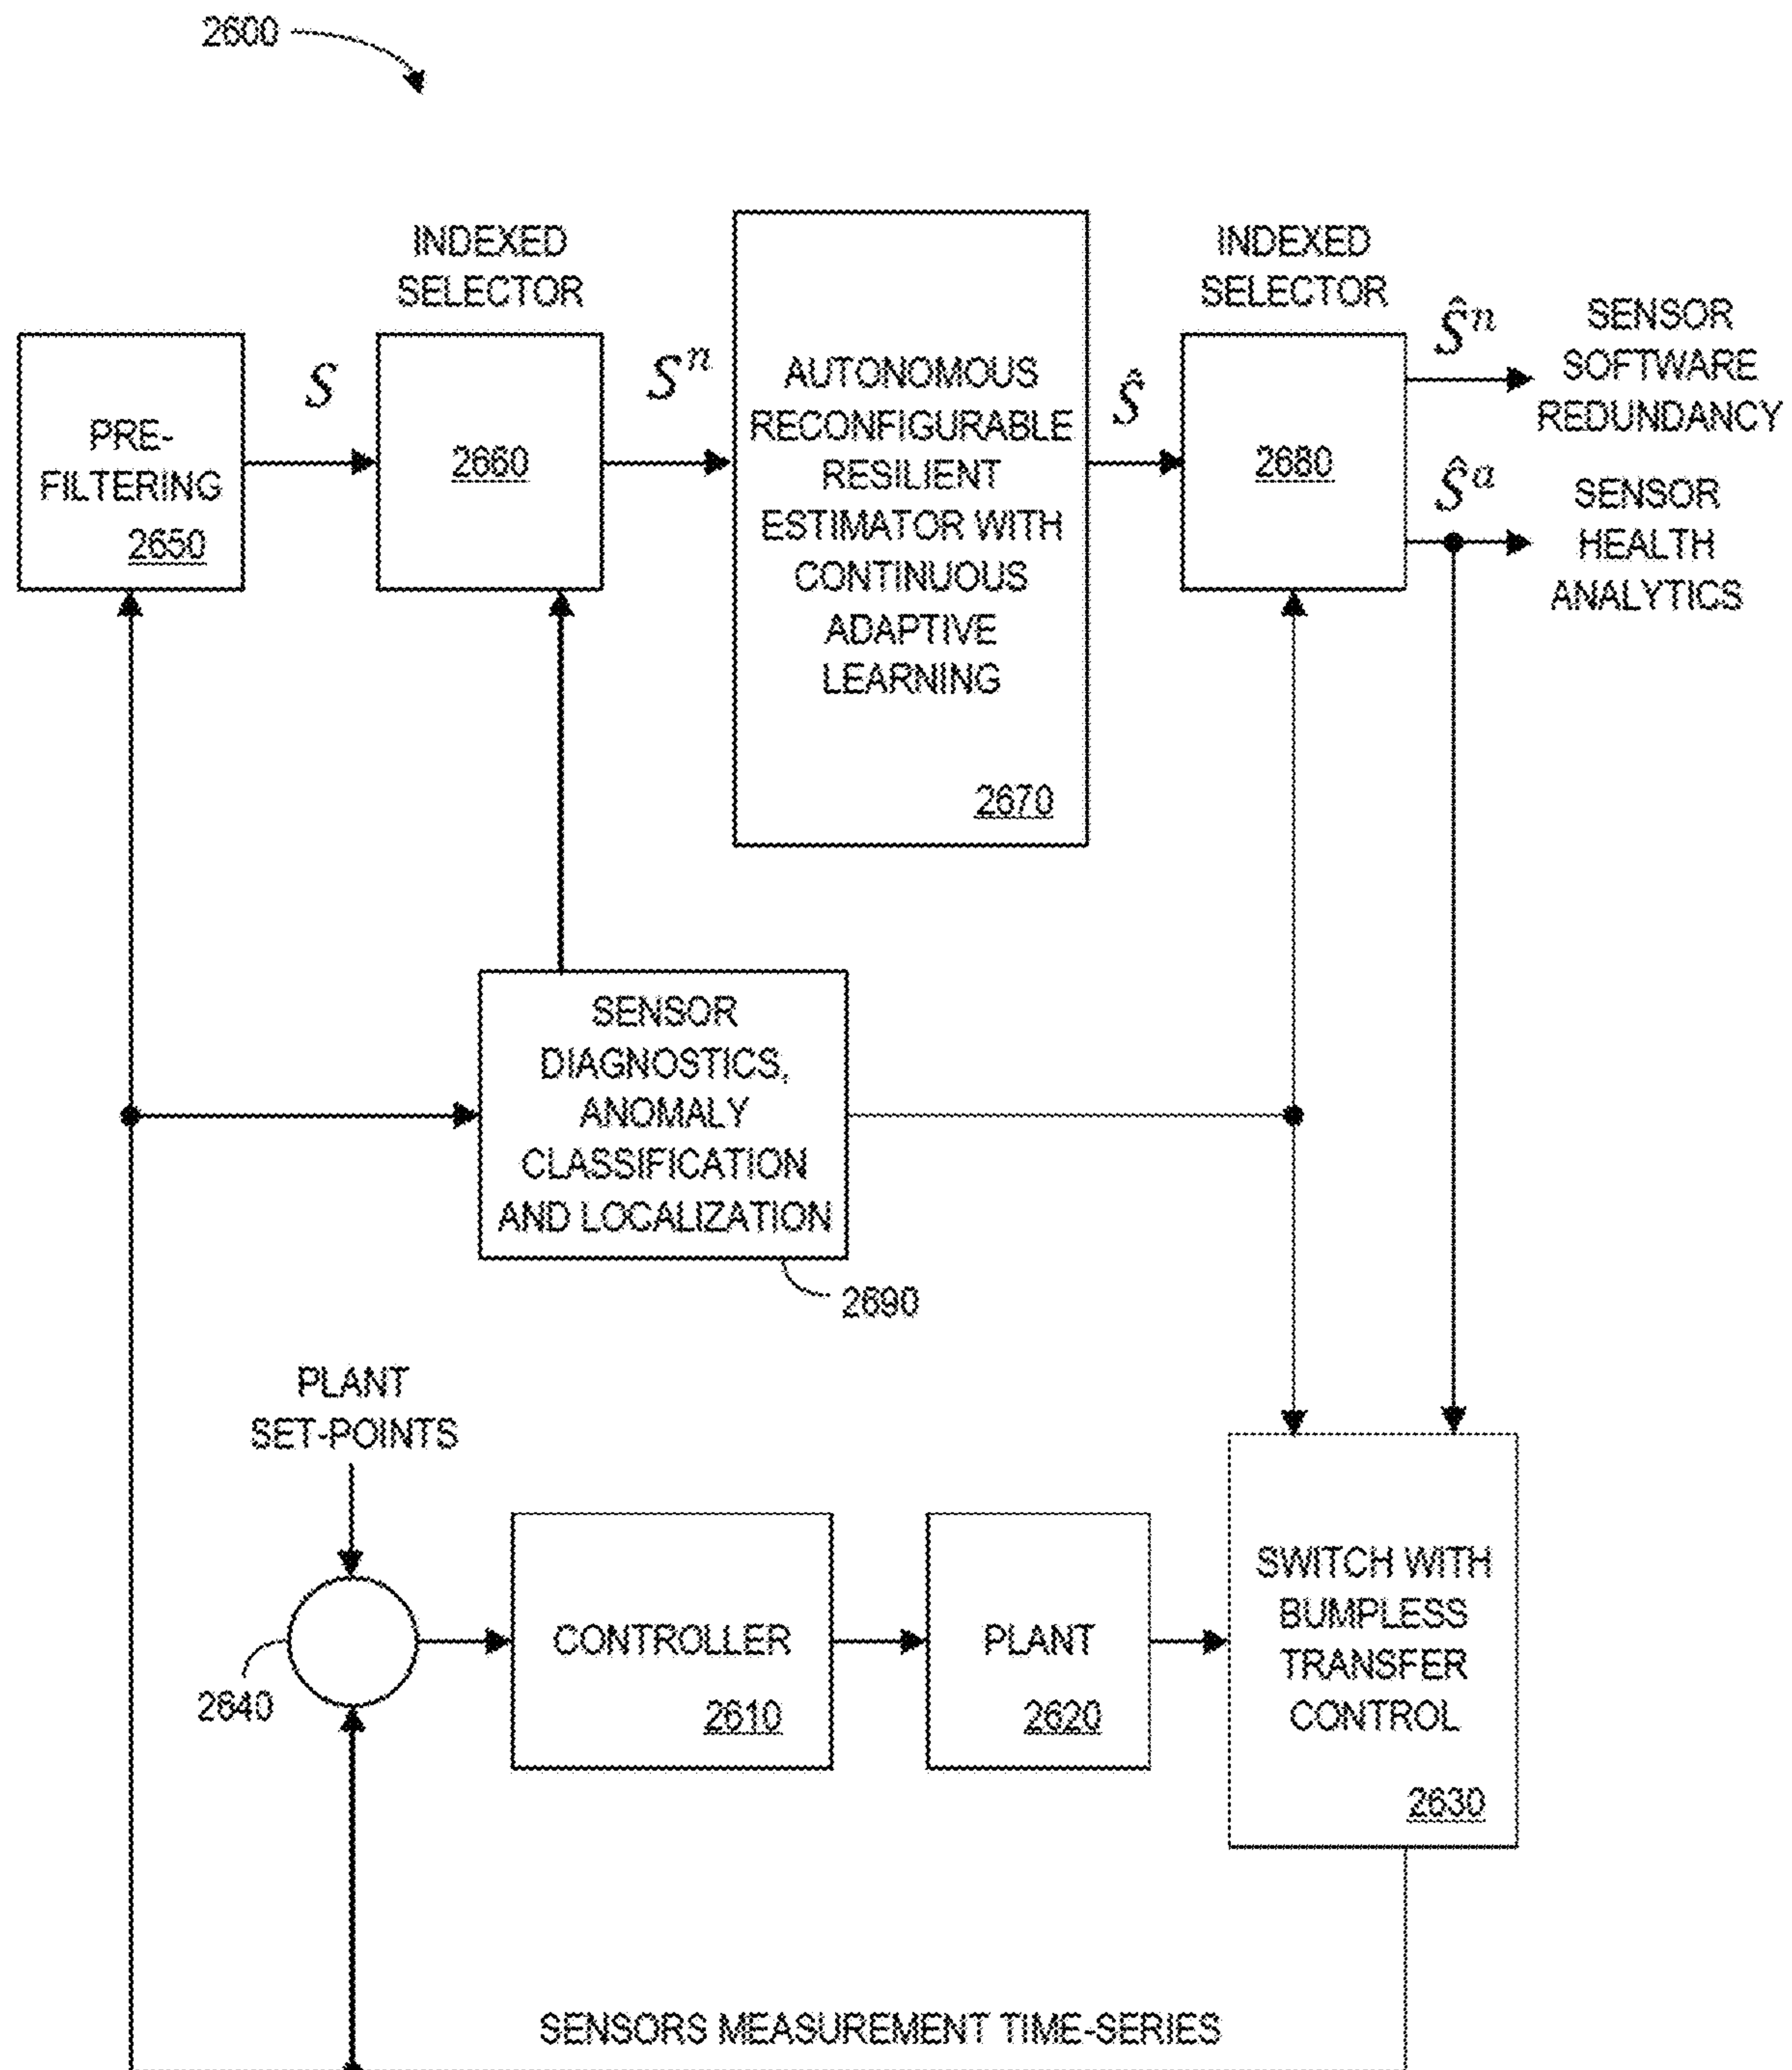 2600
INDEXED
SELECTOR
INDEXED
SELECTOR
PRE-
FILTERING
2650
S
2660
Sⁿ
AUTONOMOUS
RECONFIGURABLE
RESILIENT
ESTIMATOR WITH
CONTINUOUS
ADAPTIVE
LEARNING
2670
Ŝ
2680
Ŝⁿ
SENSOR
SOFTWARE
REDUNDANCY
Ŝᵃ
SENSOR
HEALTH
ANALYTICS
SENSOR
DIAGNOSTICS,
ANOMALY
CLASSIFICATION
AND LOCALIZATION
2690
PLANT
SET-POINTS
2640
CONTROLLER
2610
PLANT
2620
SWITCH WITH
BUMPLESS
TRANSFER
CONTROL
2630
SENSORS MEASUREMENT TIME-SERIES